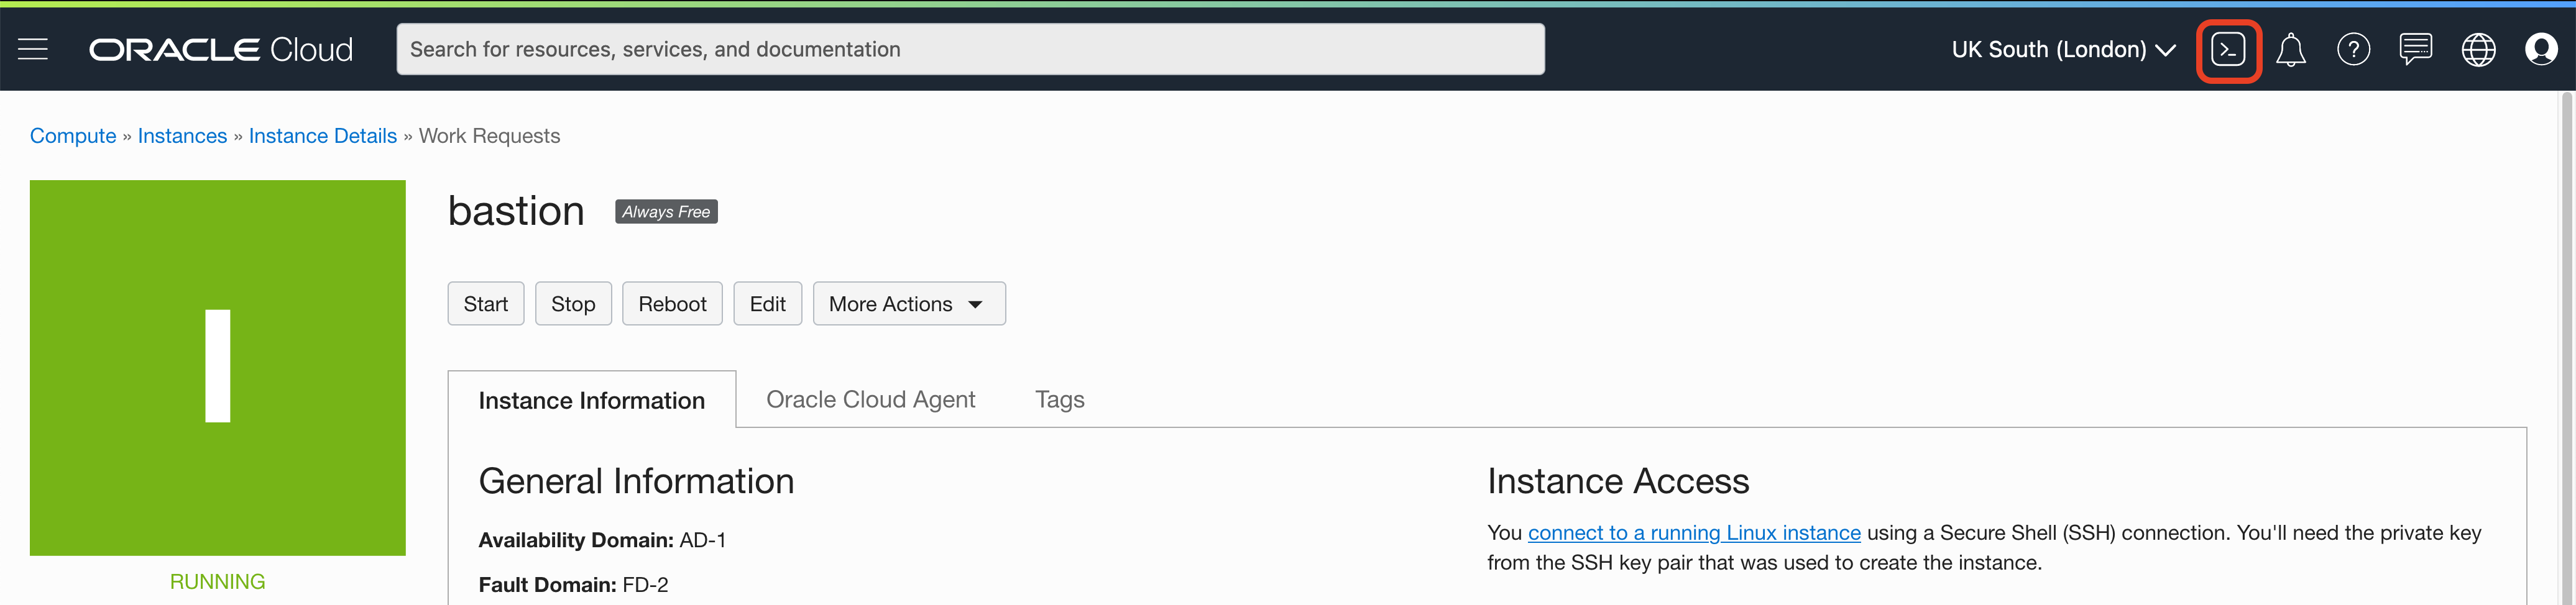 ORACLE Cloud
Search for resources, services, and documentation
UK South (London)
Compute » Instances » Instance Details » Work Requests
I
RUNNING
bastion
Always Free
Start
Stop
Reboot
Edit
More Actions
Instance Information
Oracle Cloud Agent
Tags
General Information
Availability Domain: AD-1
Fault Domain: FD-2
Instance Access
You connect to a running Linux instance using a Secure Shell (SSH) connection. You'll need the private key
from the SSH key pair that was used to create the instance.